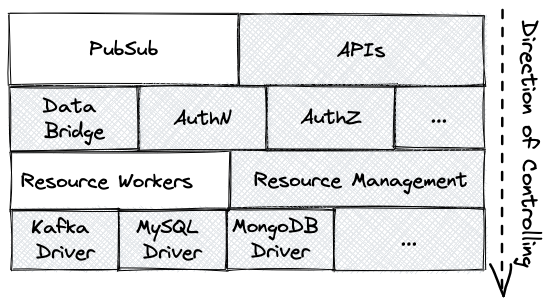 PubSub
APIs
Data
Bridge
AuthN
AuthZ
...
Resource Workers
Resource Management
Kafka
Driver
MySQL
Driver
MongoDB
Driver
...
Direction of Controlling